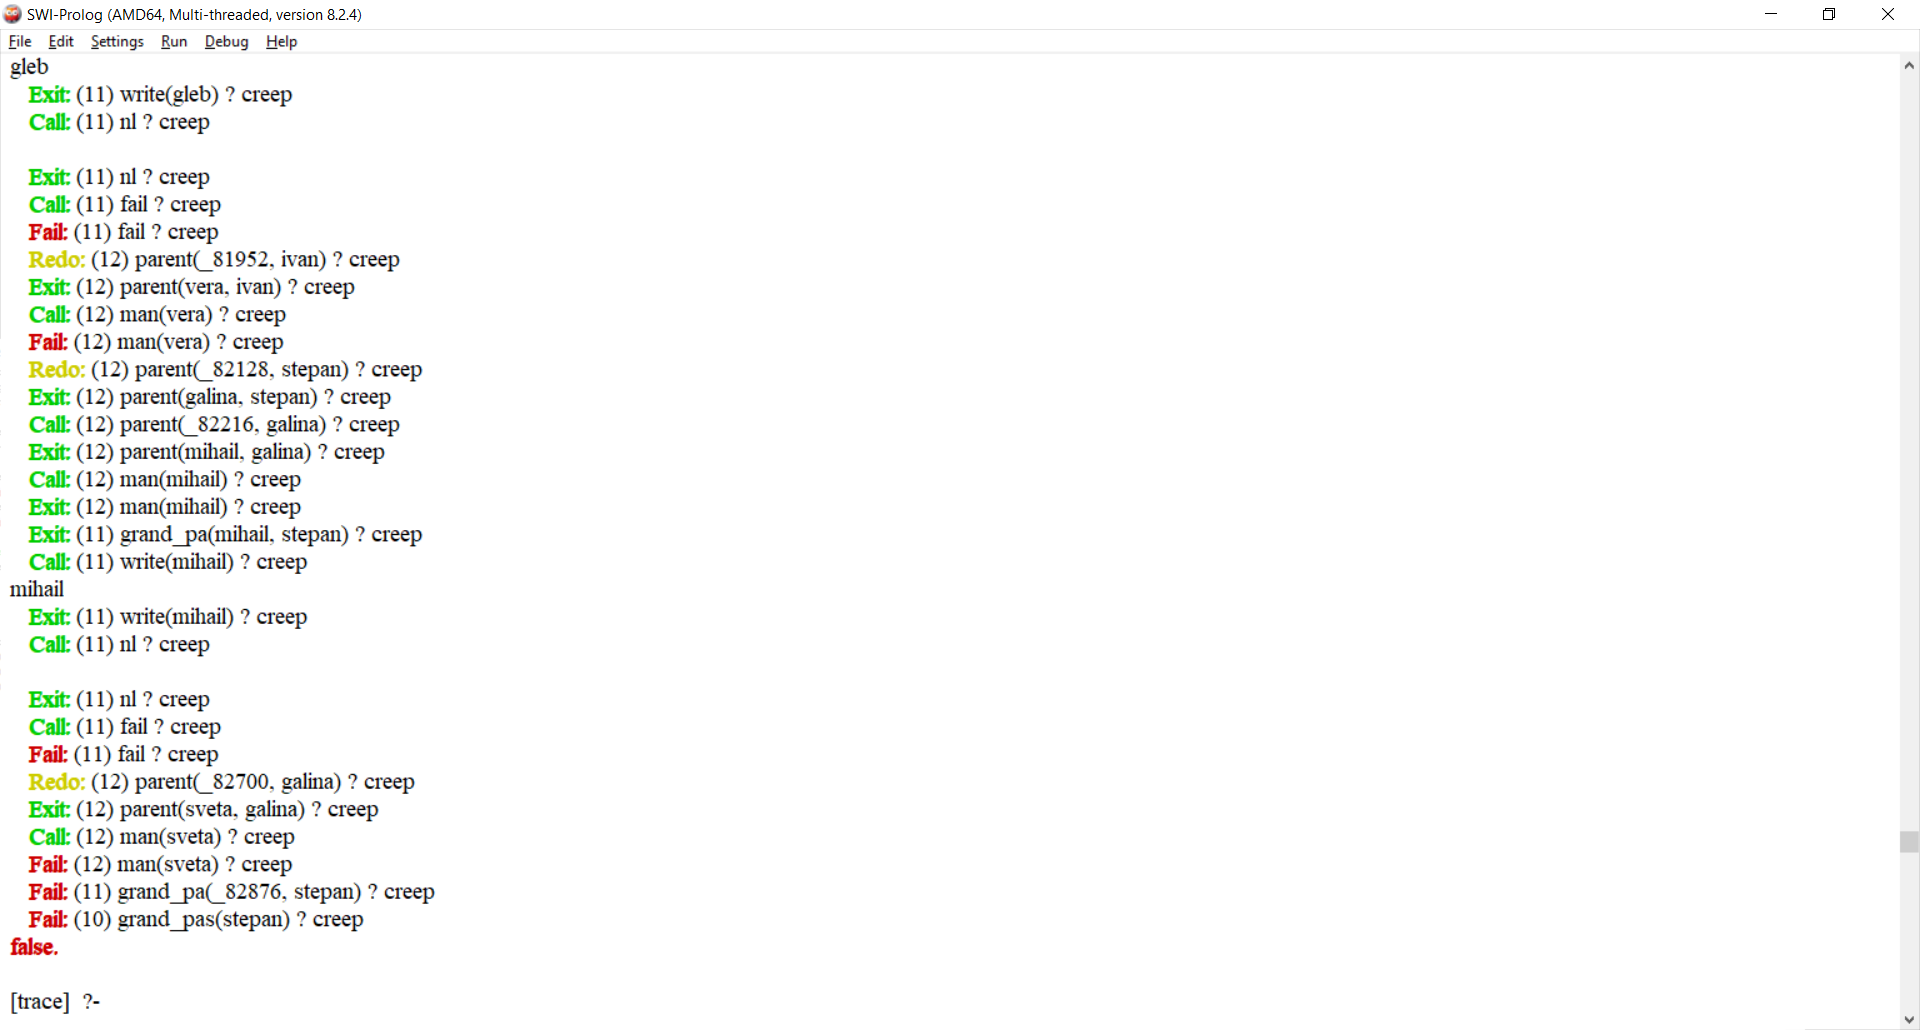 SWI-Prolog (AMD64, Multi-threaded, version 8.2.4)
File Edit Settings Run Debug Help
gleb
Exit: (11) write(gleb) ? creep
Call: (11) nl ? creep
Exit: (11) nl ? creep
Call: (11) fail ? creep
Fail: (11) fail ? creep
Redo: (12) parent(_81952, ivan) ? creep
Exit: (12) parent(vera, ivan) ? creep
Call: (12) man(vera) ? creep
Fail: (12) man(vera) ? creep
Redo: (12) parent(_82128, stepan) ? creep
Exit: (12) parent(galina, stepan) ? creep
Call: (12) parent(_82216, galina) ? creep
Exit: (12) parent(mihail, galina) ? creep
Call: (12) man(mihail) ? creep
Exit: (12) man(mihail) ? creep
Exit: (11) grand_pa(mihail, stepan) ? creep
Call: (11) write(mihail) ? creep
mihail
Exit: (11) write(mihail) ? creep
Call: (11) nl ? creep
Exit: (11) nl ? creep
Call: (11) fail ? creep
Fail: (11) fail ? creep
Redo: (12) parent(_82700, galina) ? creep
Exit: (12) parent(sveta, galina) ? creep
Call: (12) man(sveta) ? creep
Fail: (12) man(sveta) ? creep
Fail: (11) grand_pa(_82876, stepan) ? creep
Fail: (10) grand_pas(stepan) ? creep
false.
[trace]  ?-